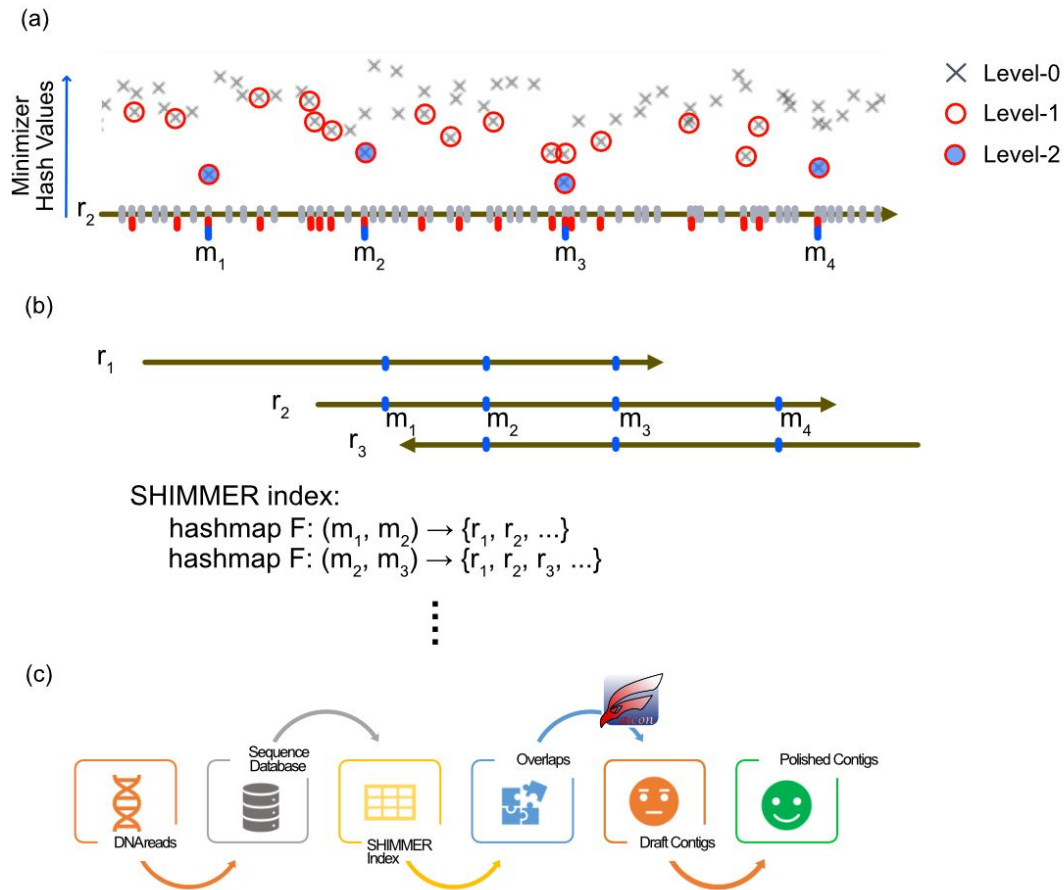 (a)
Minimizer
Hash Values
Level-0
Level-1
Level-2
r₂
m₁ m₂ m₃ m₄
(b)
r₁
r₂
m₁ m₂ m₃ m₄
r₃
SHIMMER index:
hashmap F: (m₁, m₂) → {r₁, r₂, ...}
hashmap F: (m₂, m₃) → {r₁, r₂, r₃, ...}
(c)
DNA reads
Sequence
Database
SHIMMER
Index
Overlaps
Draft Contigs
Polished Contigs